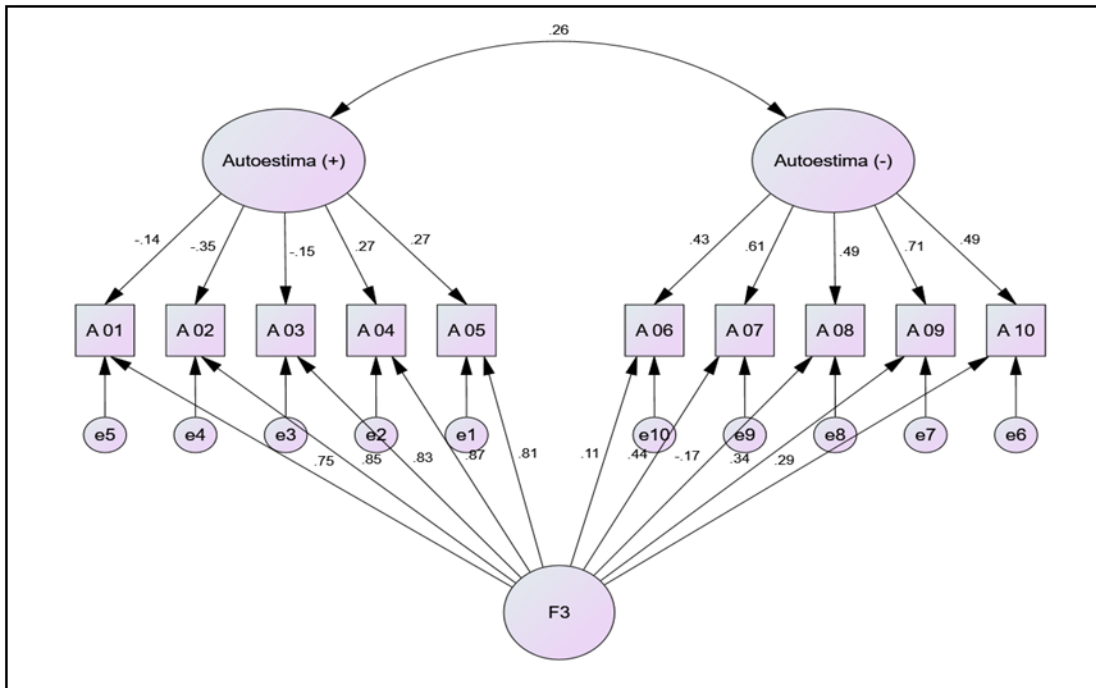 .26
Autoestima (+)
Autoestima (-)
-.14
-.35
-.15
.27
.27
.43
.61
.49
.71
.49
A 01
A 02
A 03
A 04
A 05
A 06
A 07
A 08
A 09
A 10
e5
e4
e3
e2
e1
e10
e9
e8
e7
e6
.75
.85
.83
.87
.81
.11
.44
-.17
.34
.29
F3